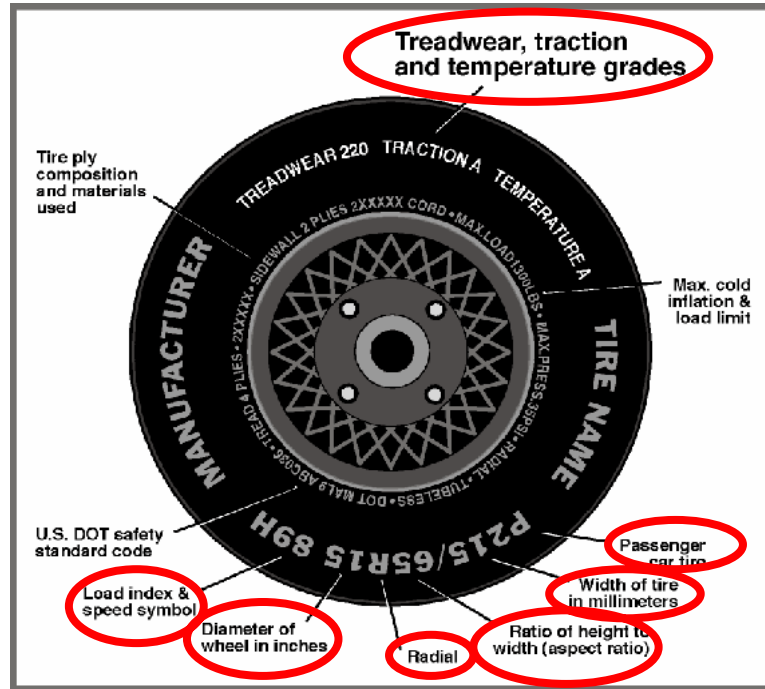 Treadwear, traction
and temperature grades
Tire ply
composition
and materials
used
TREADWEAR 220 TRACTION A TEMPERATURE A
MANUFACTURER
TIRE NAME
SIDEWALL 2 PLIES 2XXXXX CORD • MAX LOAD 1300LBS • MAX PRESS 35PSI • RADIAL • TUBELESS • DOT MAL9 ABC036 • TREAD 4 PLIES • 2XXXXX •
Max. cold
inflation &
load limit
P215/65R15 89H
U.S. DOT safety
standard code
Passenger
car tire
Load index &
speed symbol
Width of tire
in millimeters
Diameter of
wheel in inches
Radial
Ratio of height to
width (aspect ratio)